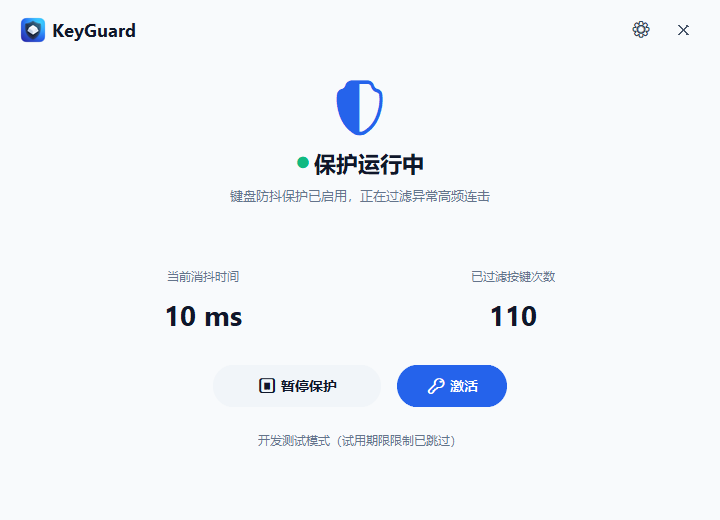 KeyGuard
保护运行中
键盘防抖保护已启用，正在过滤异常高频连击
当前消抖时间
已过滤按键次数
10 ms
110
暂停保护
激活
开发测试模式（试用期限限制已跳过）